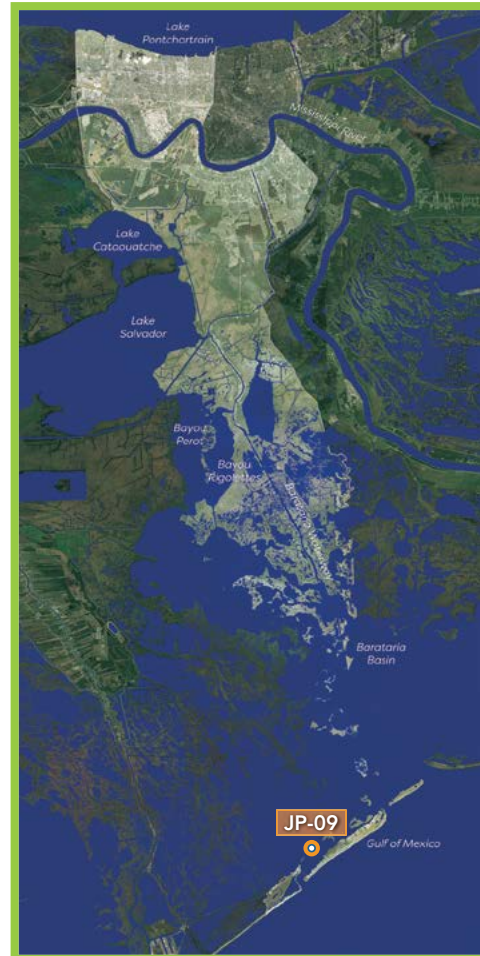 Lake
Pontchartrain
Mississippi River
Lake
Cataouatche
Lake
Salvador
Bayou
Perot
Bayou
Rigolettes
Barataria Waterway
Barataria
Basin
JP-09
Gulf of Mexico